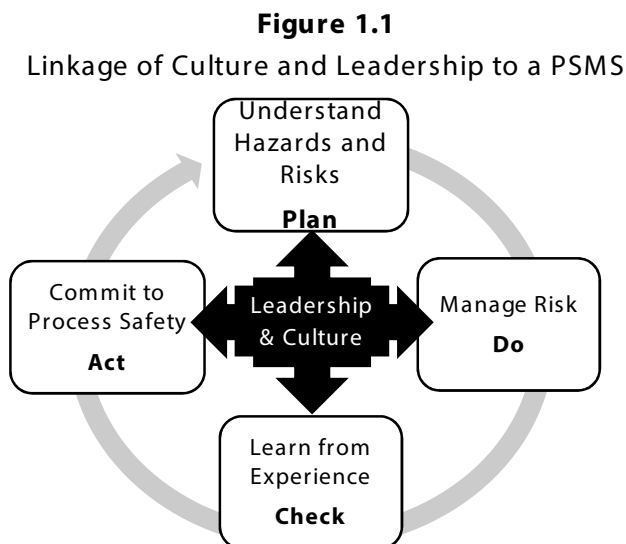 Figure 1.1
Linkage of Culture and Leadership to a PSMS
Understand
Hazards and
Risks
Plan
Commit to
Process Safety
Act
Leadership
& Culture
Manage Risk
Do
Learn from
Experience
Check